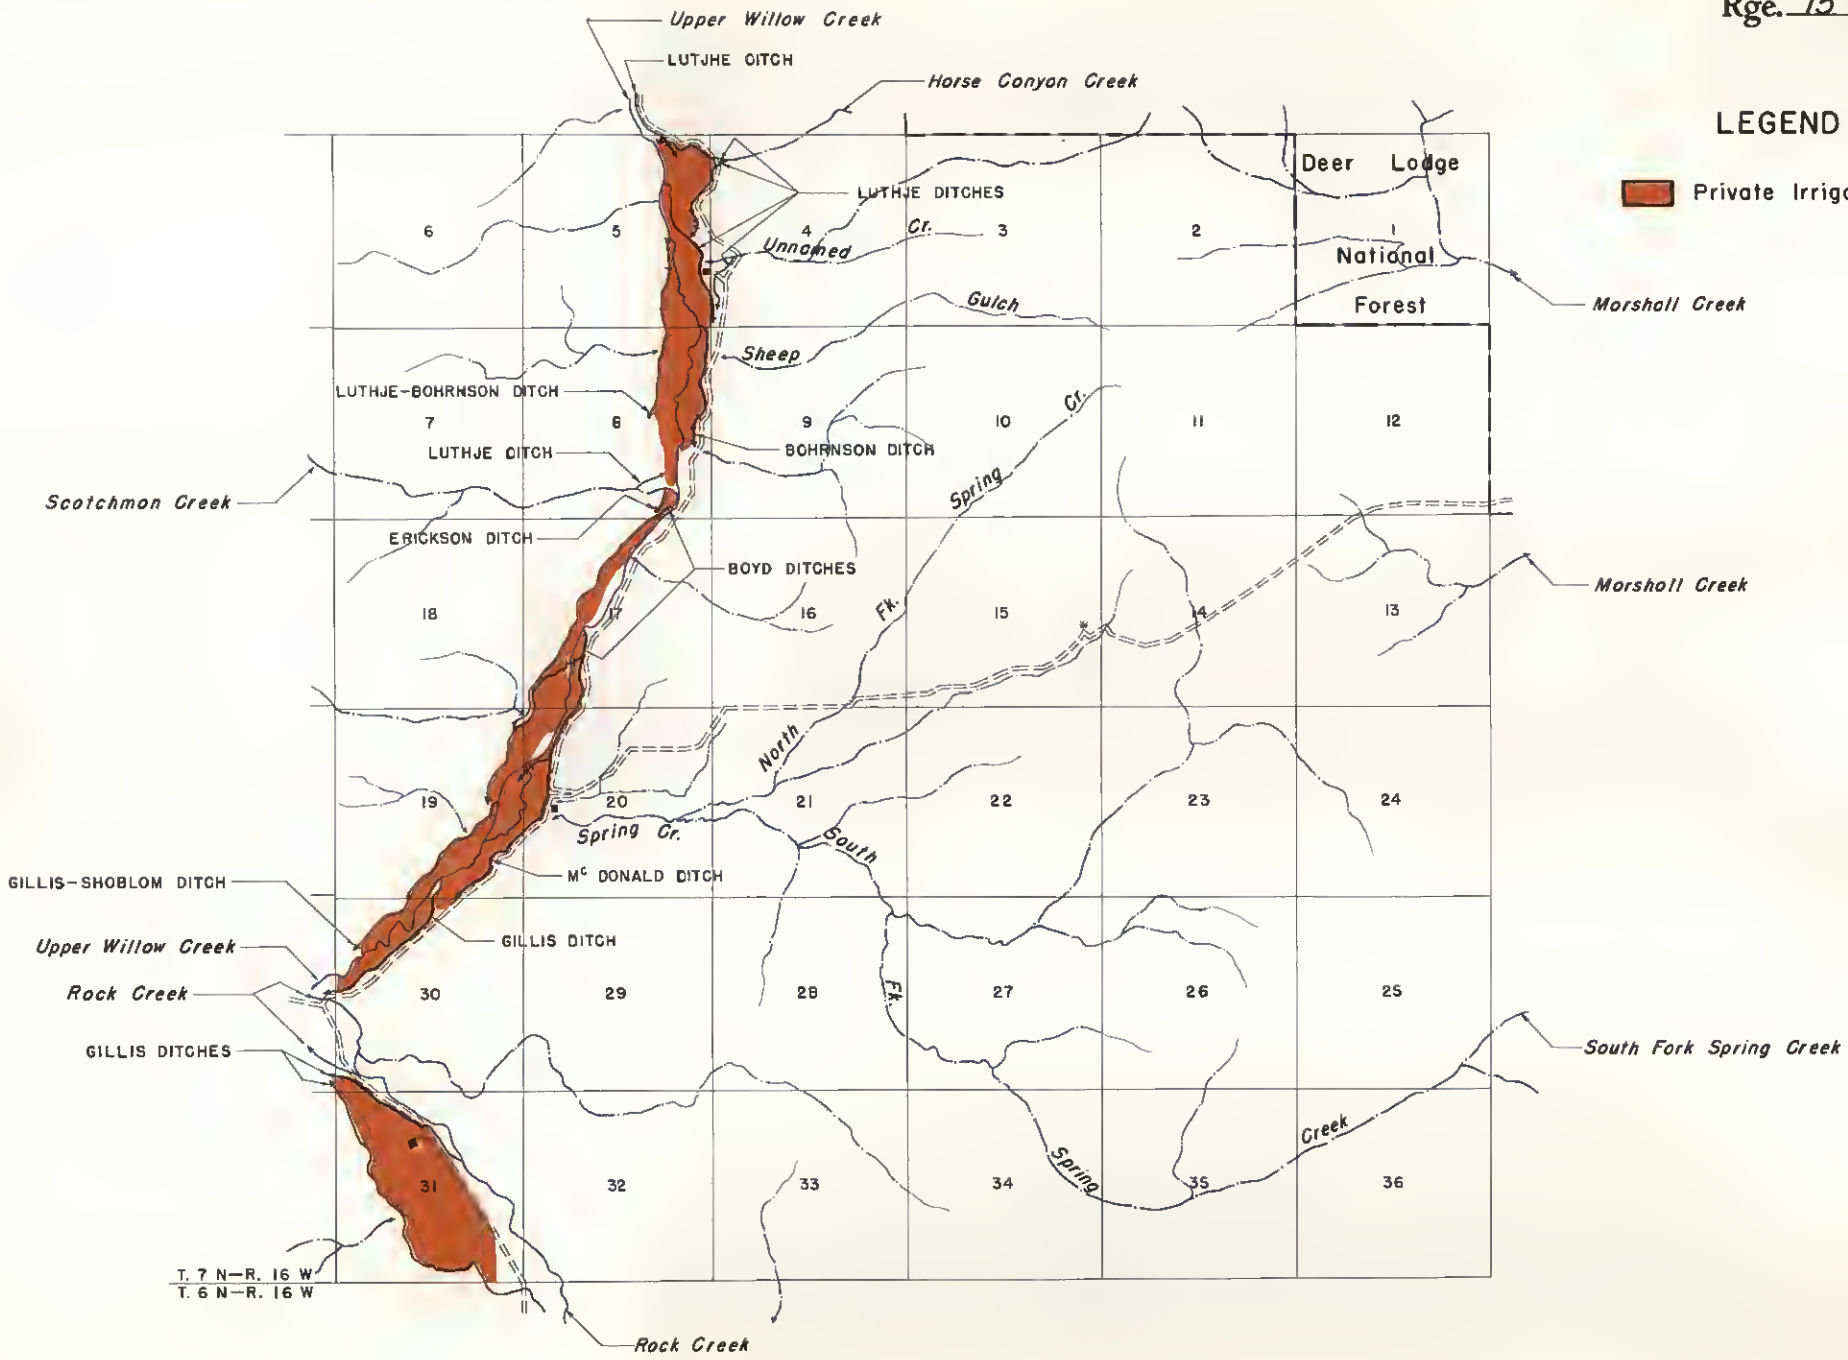 Rge. 15
Upper Willow Creek
LUTJHE DITCH
Horse Canyon Creek
LEGEND
Private Irriga
Deer Lodge
National
Forest
LUTHJE DITCHES
6
5
4
3
2
1
Unnamed Cr.
Marshall Creek
Sheep Gulch
LUTHJE-BOHRNSON DITCH
7
8
9
10
11
12
LUTHJE DITCH
BOHRNSON DITCH
Spring Cr.
Scotchman Creek
ERICKSON DITCH
BOYD DITCHES
Marshall Creek
18
17
16
15
14
13
Fk.
North
19
20
21
22
23
24
Spring Cr.
South
GILLIS-SHOBLOM DITCH
Mc DONALD DITCH
Upper Willow Creek
GILLIS DITCH
Rock Creek
30
29
28
27
26
25
Fk.
GILLIS DITCHES
South Fork Spring Creek
Creek
Spring
31
32
33
34
35
36
T. 7 N-R. 16 W
T. 6 N-R. 16 W
Rock Creek